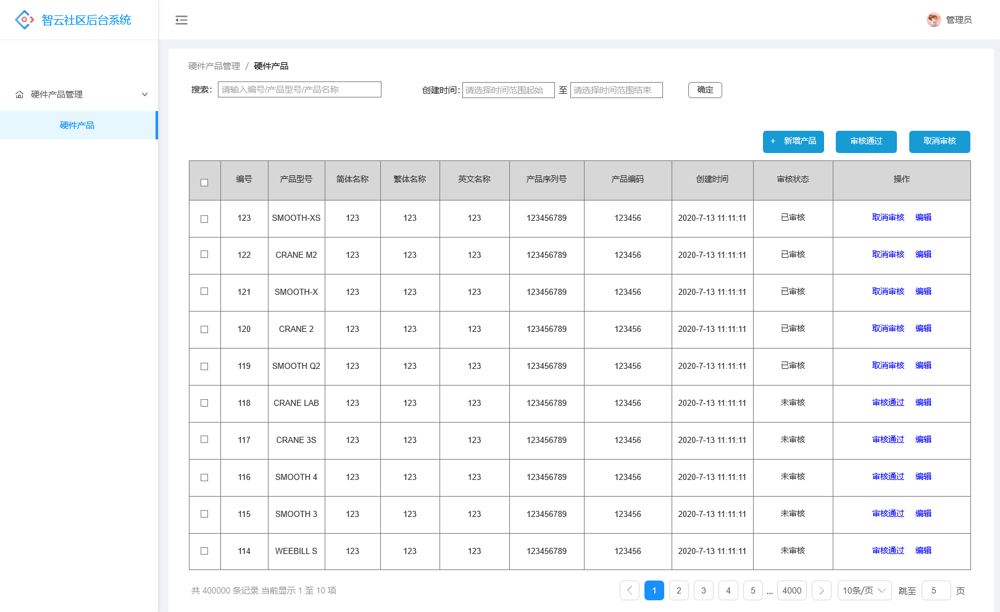 智云社区后台系统
管理员
硬件产品管理
硬件产品
硬件产品管理 / 硬件产品
搜索: 请输入编号/产品型号/产品名称 创建时间: 请选择时间范围起始 至 请选择时间范围结束 确定
+ 新增产品 审核通过 取消审核
编号 产品型号 简体名称 繁体名称 英文名称 产品序列号 产品编码 创建时间 审核状态 操作
123 SMOOTH-XS 123 123 123 123456789 123456 2020-7-13 11:11:11 已审核 取消审核 编辑
122 CRANE M2 123 123 123 123456789 123456 2020-7-13 11:11:11 已审核 取消审核 编辑
121 SMOOTH-X 123 123 123 123456789 123456 2020-7-13 11:11:11 已审核 取消审核 编辑
120 CRANE 2 123 123 123 123456789 123456 2020-7-13 11:11:11 已审核 取消审核 编辑
119 SMOOTH Q2 123 123 123 123456789 123456 2020-7-13 11:11:11 已审核 取消审核 编辑
118 CRANE LAB 123 123 123 123456789 123456 2020-7-13 11:11:11 未审核 审核通过 编辑
117 CRANE 3S 123 123 123 123456789 123456 2020-7-13 11:11:11 未审核 审核通过 编辑
116 SMOOTH 4 123 123 123 123456789 123456 2020-7-13 11:11:11 未审核 审核通过 编辑
115 SMOOTH 3 123 123 123 123456789 123456 2020-7-13 11:11:11 未审核 审核通过 编辑
114 WEEBILL S 123 123 123 123456789 123456 2020-7-13 11:11:11 未审核 审核通过 编辑
共 400000 条记录 当前显示 1 至 10 项 1 2 3 4 5 ... 4000 10条/页 跳至 5 页